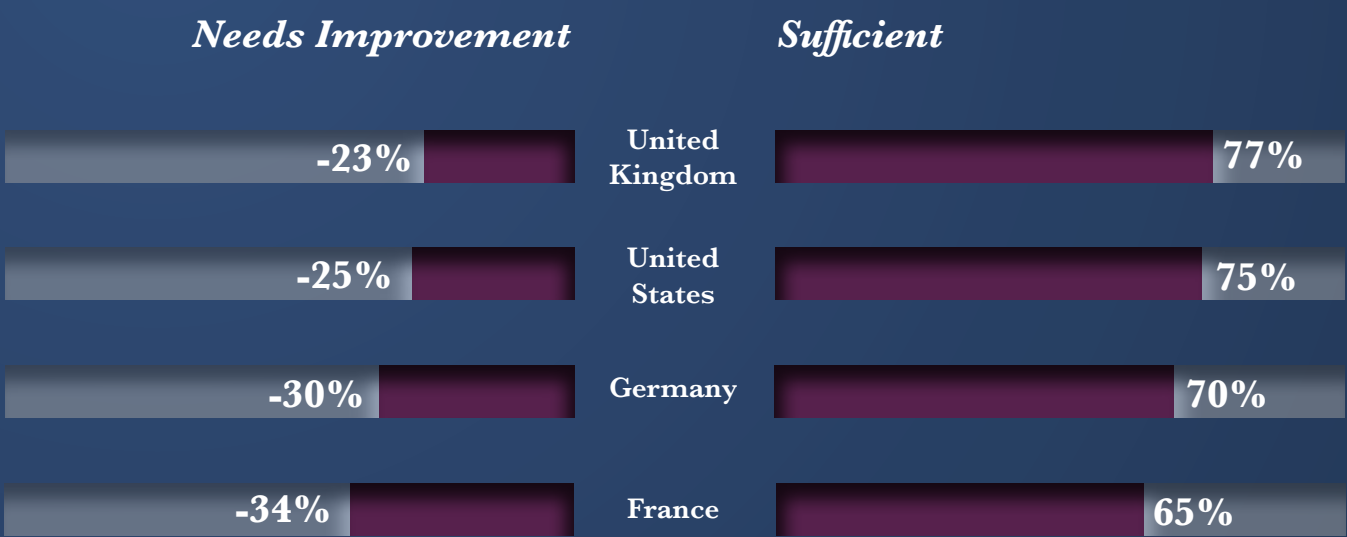 Needs Improvement
Sufficient
-23%
United
Kingdom
77%
-25%
United
States
75%
-30%
Germany
70%
-34%
France
65%